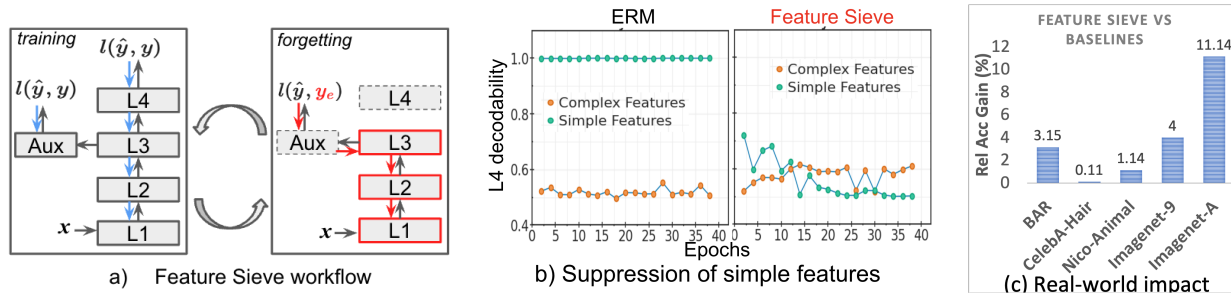 training
l(ŷ, y)
l(ŷ, y)
L4
Aux
L3
L2
x
L1
forgetting
l(ŷ, yₑ)
L4
Aux
L3
L2
x
L1
a) Feature Sieve workflow
ERM
Feature Sieve
L4 decodability
1.0
0.8
0.6
0.4
Complex Features
Simple Features
Complex Features
Simple Features
0 5 10 15 20 25 30 35 40
0 5 10 15 20 25 30 35 40
Epochs
b) Suppression of simple features
FEATURE SIEVE VS
BASELINES
Rel Acc Gain (%)
12
10
8
6
4
2
0
3.15
0.11
1.14
4
11.14
BAR
CelebA-Hair
Nico-Animal
Imagenet-9
Imagenet-A
(c) Real-world impact